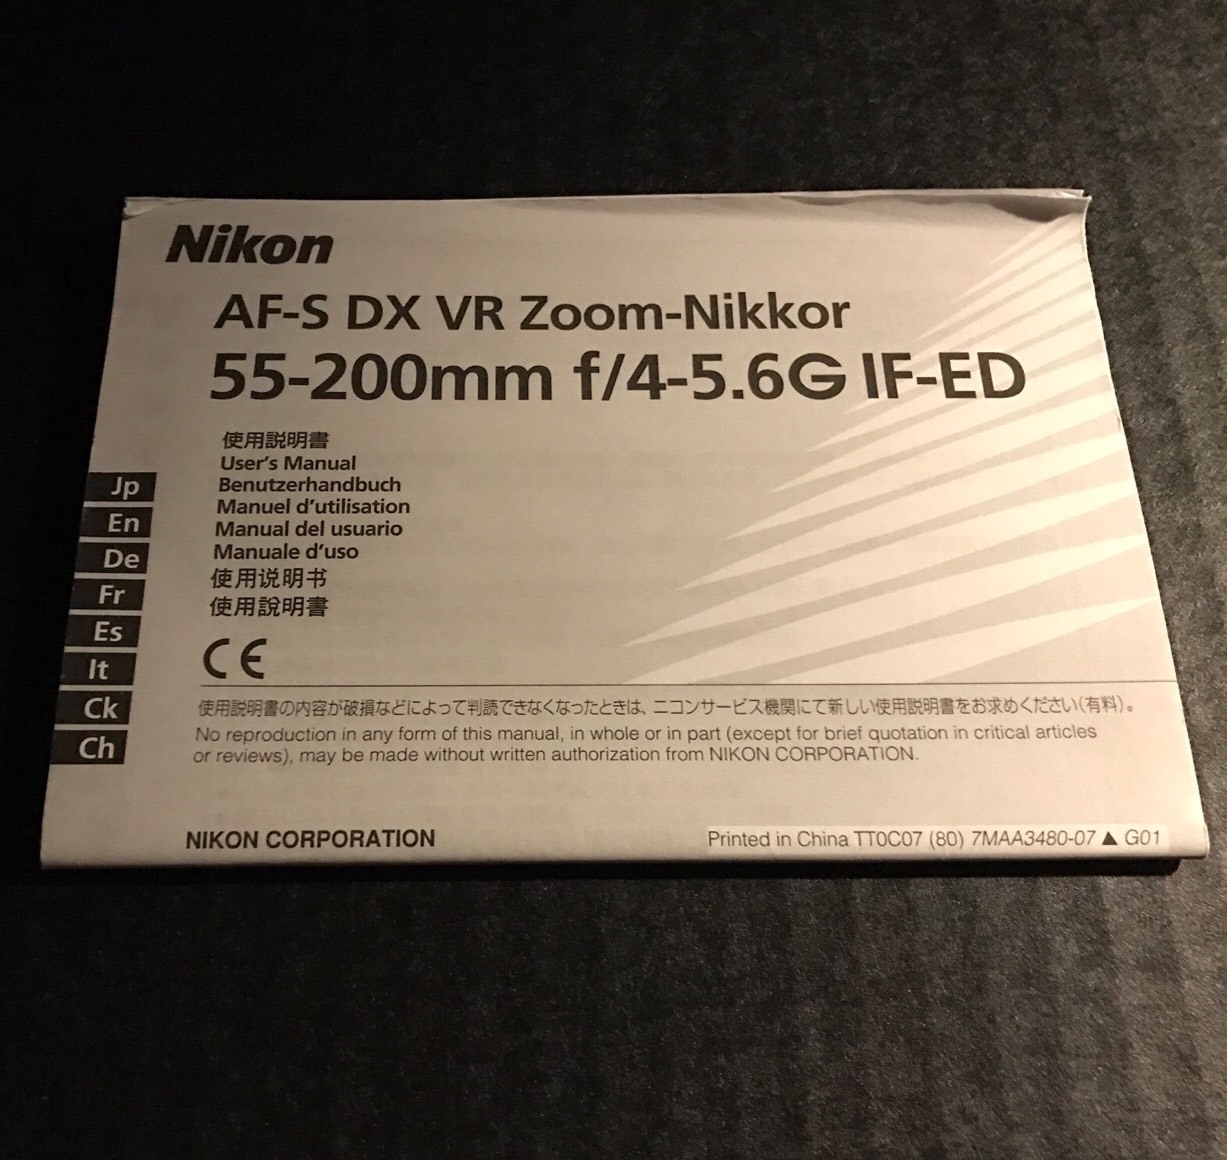 Nikon
AF-S DX VR Zoom-Nikkor
55-200mm f/4-5.6G IF-ED
使用説明書
User's Manual
Benutzerhandbuch
Manuel d'utilisation
Manual del usuario
Manuale d'uso
使用说明书
使用說明書
Jp
En
De
Fr
Es
It
Ck
Ch
CE
使用説明書の内容が破損などによって判読できなくなったときは、ニコンサービス機関にて新しい使用説明書をお求めください(有料)。
No reproduction in any form of this manual, in whole or in part (except for brief quotation in critical articles
or reviews), may be made without written authorization from NIKON CORPORATION.
NIKON CORPORATION
Printed in China TT0C07 (80) 7MAA3480-07 ▲ G01